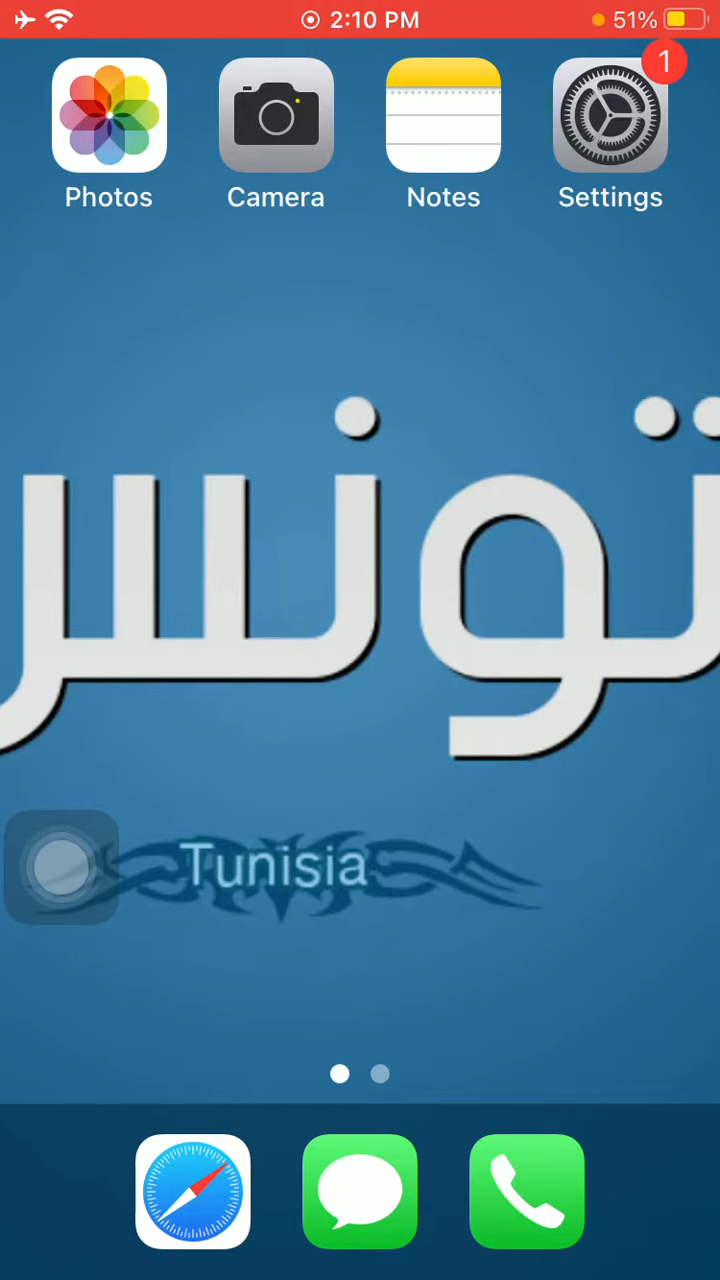 2:10 PM
51%
1
Photos
Camera
Notes
Settings
تونس
Tunisia